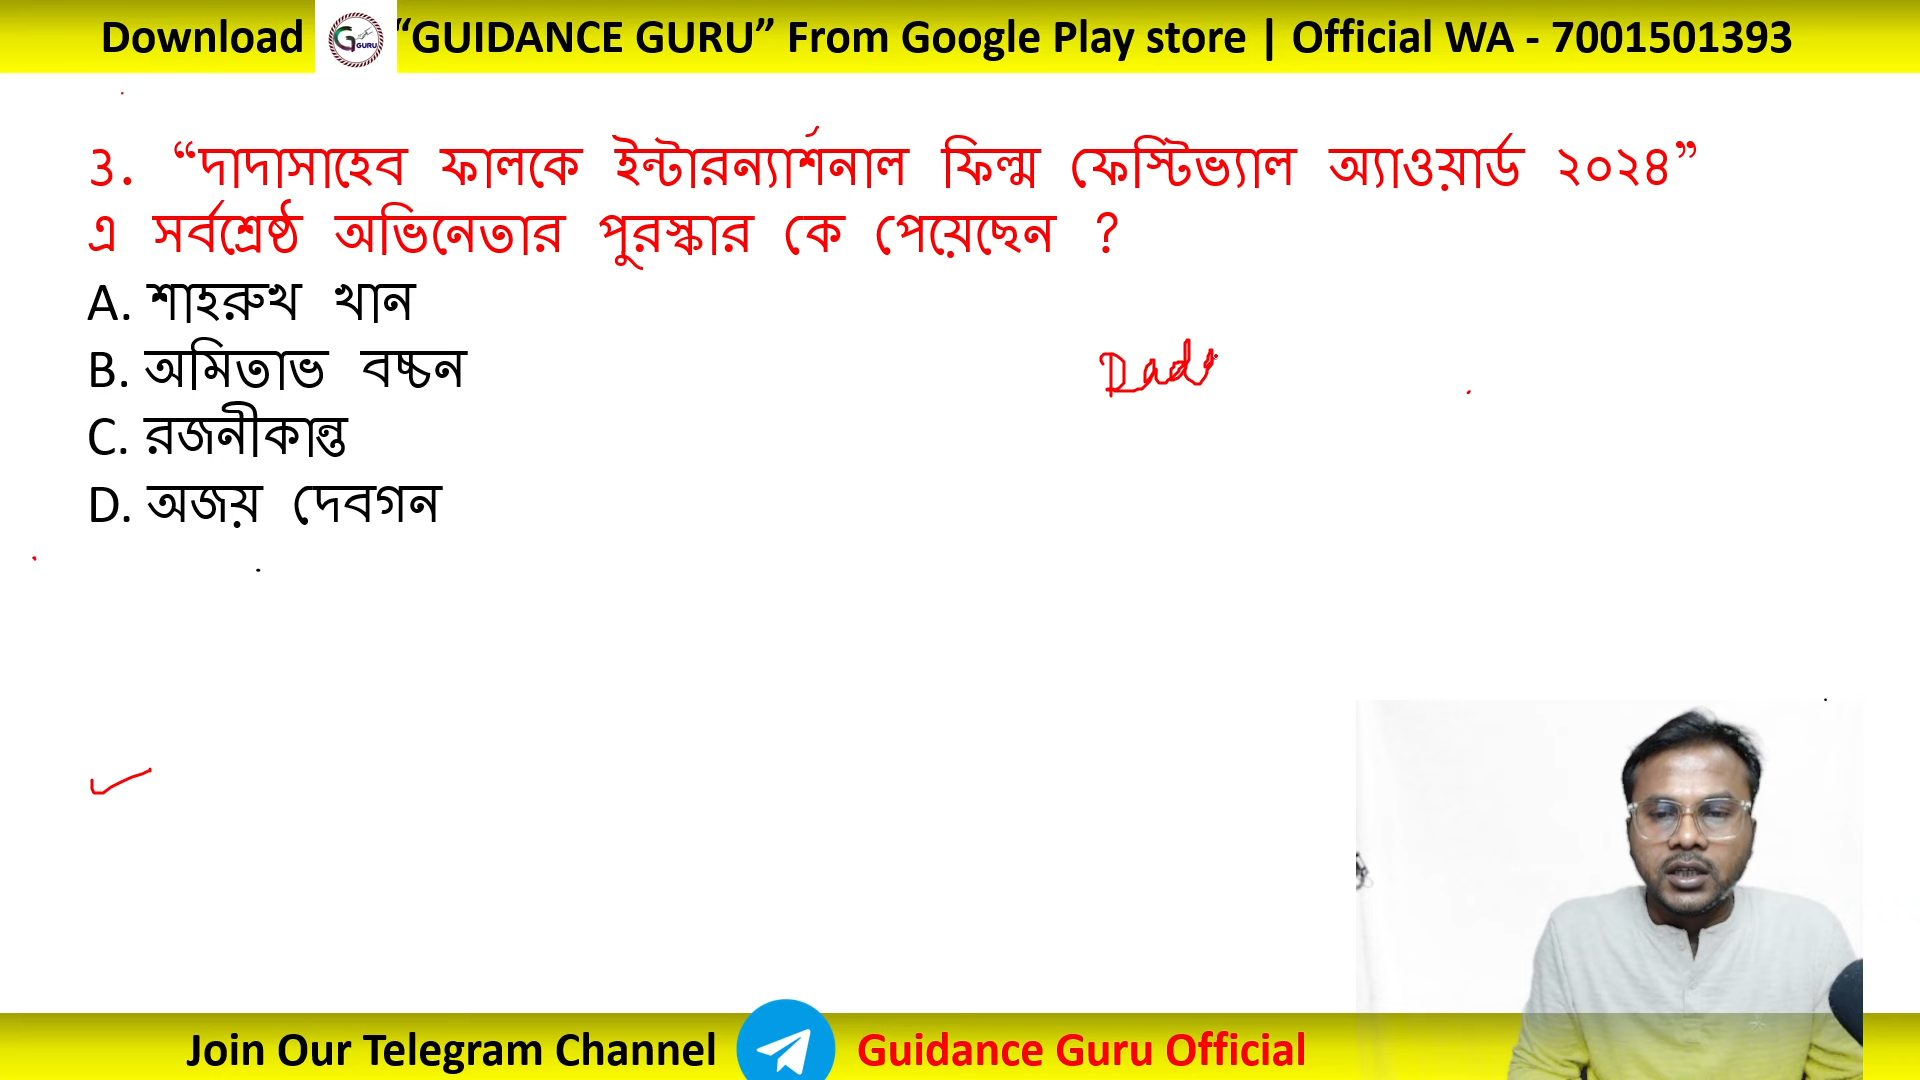 Download GURU “GUIDANCE GURU” From Google Play store | Official WA - 7001501393
3. “দাদাসাহেব ফালকে ইন্টারন্যাশনাল ফিল্ম ফেস্টিভ্যাল অ্যাওয়ার্ড ২০২৪”
এ সর্বশ্রেষ্ঠ অভিনেতার পুরস্কার কে পেয়েছেন ?
A. শাহরুখ খান
B. অমিতাভ বচ্চন
Dada
C. রজনীকান্ত
D. অজয় দেবগন
Join Our Telegram Channel Guidance Guru Official